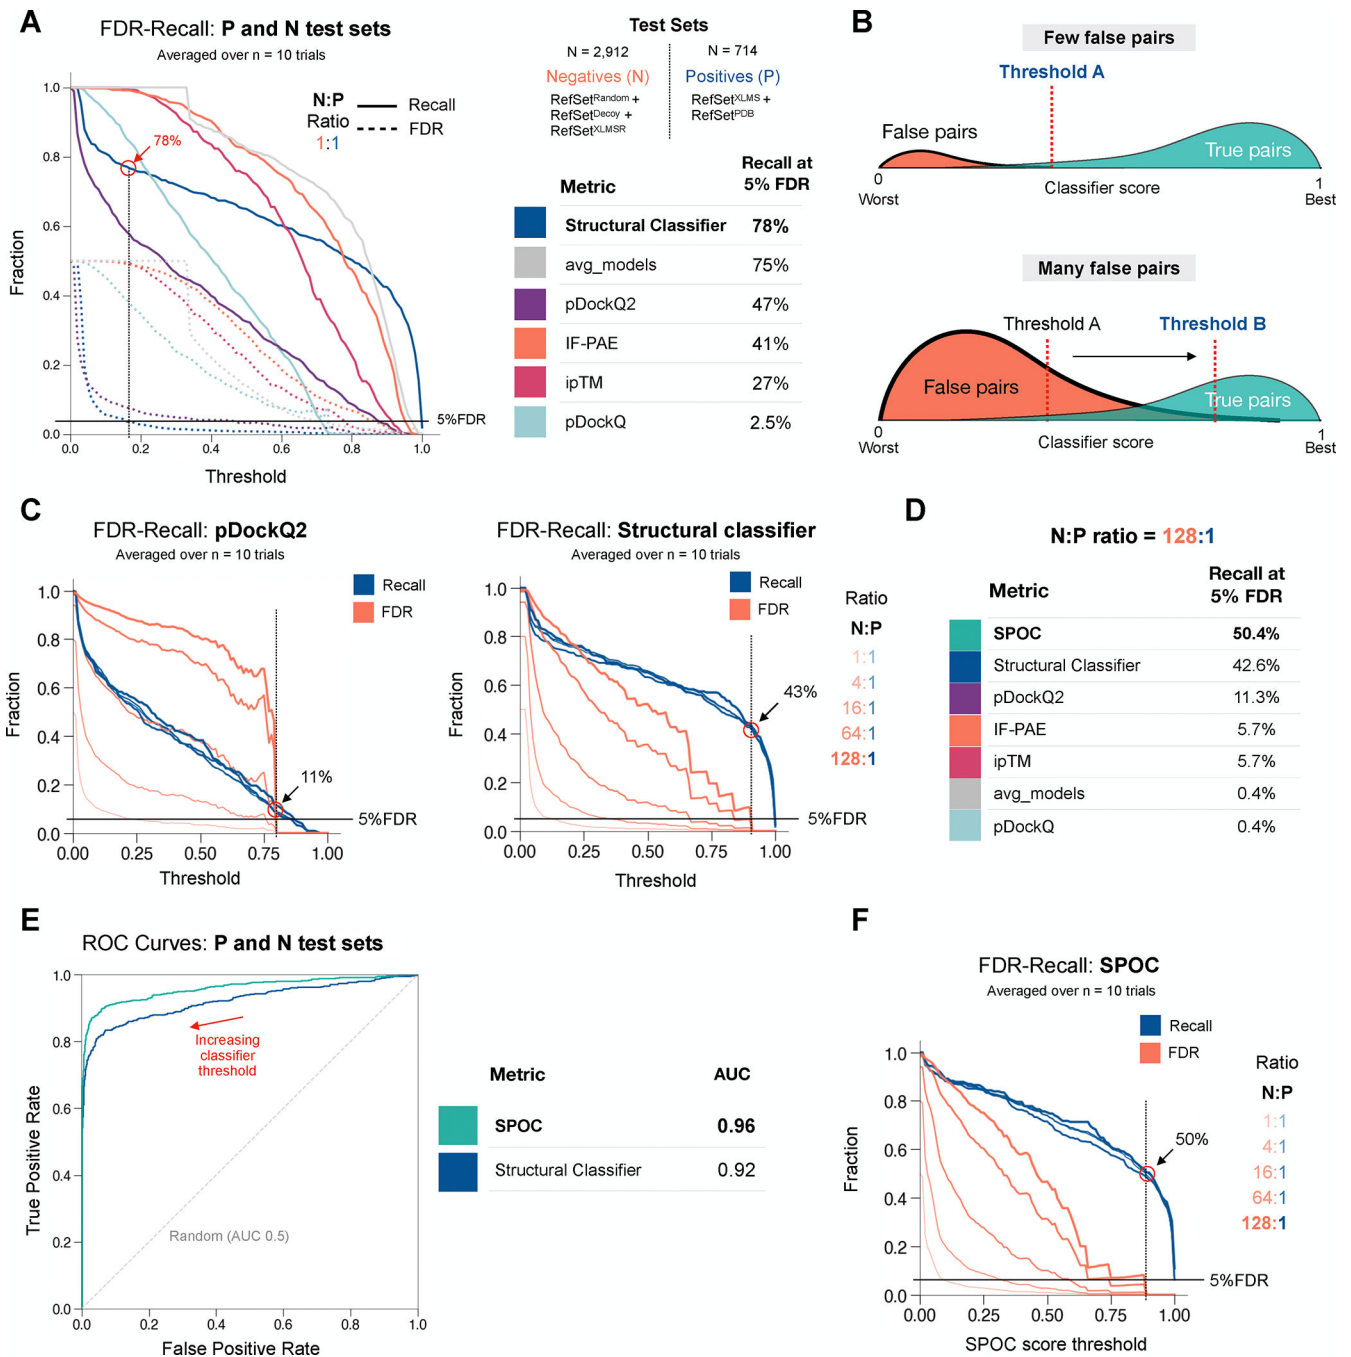 A
FDR-Recall: P and N test sets
Averaged over n = 10 trials
1.0
0.8
0.6
0.4
0.2
0.0
Fraction
0.0 0.2 0.4 0.6 0.8 1.0
Threshold
78%
N:P
Ratio
1:1
Recall
FDR
5%FDR
Test Sets
N = 2,912
Negatives (N)
RefSetRandom +
RefSetDecoy +
RefSetXLMSR
N = 714
Positives (P)
RefSetXLMS +
RefSetPDB
Metric Recall at
5% FDR
Structural Classifier 78%
avg_models 75%
pDockQ2 47%
IF-PAE 41%
ipTM 27%
pDockQ 2.5%
B
Few false pairs
Threshold A
False pairs
True pairs
0 1
Classifier score
Worst Best
Many false pairs
Threshold A Threshold B
False pairs
True pairs
0 1
Classifier score
Worst Best
C
FDR-Recall: pDockQ2
Averaged over n = 10 trials
Recall
FDR
1.0
0.8
0.6
0.4
0.2
0.0
Fraction
11%
5%FDR
0.00 0.25 0.50 0.75 1.00
Threshold
FDR-Recall: Structural classifier
Averaged over n = 10 trials
Recall
FDR
1.0
0.8
0.6
0.4
0.2
0.0
Fraction
43%
5%FDR
0.00 0.25 0.50 0.75 1.00
Threshold
Ratio
N:P
1:1
4:1
16:1
64:1
128:1
D
N:P ratio = 128:1
Metric Recall at
5% FDR
SPOC 50.4%
Structural Classifier 42.6%
pDockQ2 11.3%
IF-PAE 5.7%
ipTM 5.7%
avg_models 0.4%
pDockQ 0.4%
E
ROC Curves: P and N test sets
1.0
0.8
0.6
0.4
0.2
0.0
True Positive Rate
Increasing
classifier
threshold
Random (AUC 0.5)
0.0 0.2 0.4 0.6 0.8 1.0
False Positive Rate
Metric AUC
SPOC 0.96
Structural Classifier 0.92
F
FDR-Recall: SPOC
Averaged over n = 10 trials
Recall
FDR
1.0
0.8
0.6
0.4
0.2
0.0
Fraction
50%
5%FDR
0.00 0.25 0.50 0.75 1.00
SPOC score threshold
Ratio
N:P
1:1
4:1
16:1
64:1
128:1